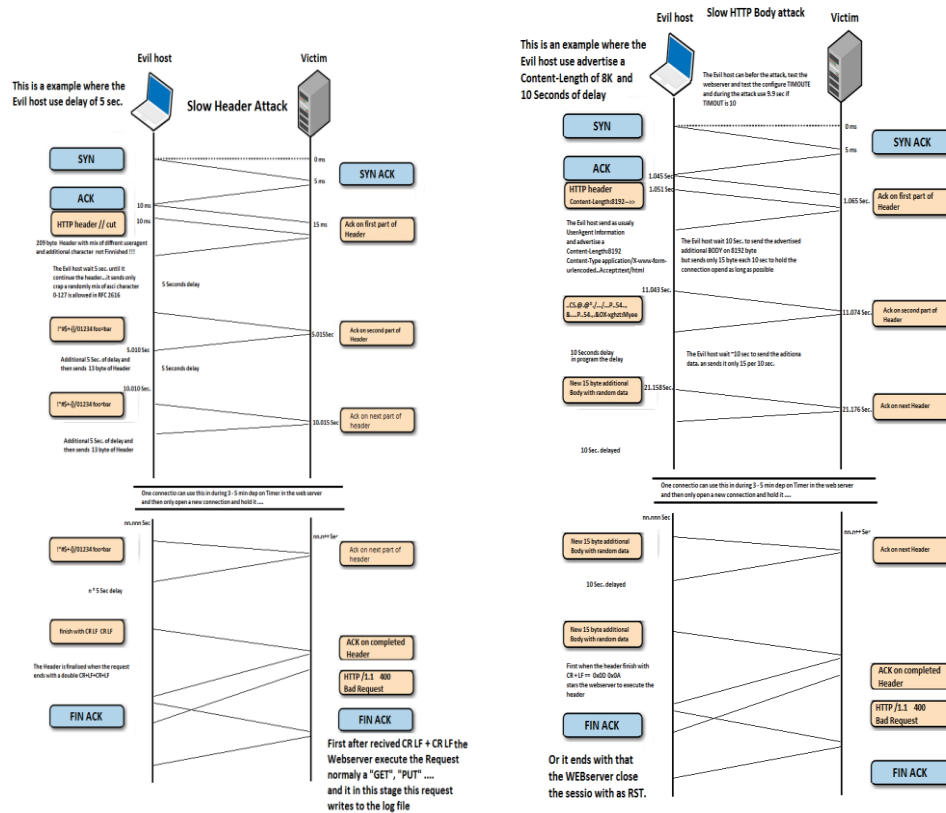 Evil host
Victim
This is a example where the
Evil host use delay of 5 sec.
Slow Header Attack
SYN
0 ms
5 ms
SYN ACK
ACK
10 ms
HTTP header // cut
10 ms
15 ms
Ack on first part of
Header
209 byte Header with mix of diffrent useragent
and additional character not Finnished !!!
The Evil host wait 5 sec. until it
continue the header...it sends only
crap a randomly mix of asci character
0-127 is allowed in RFC 2616
5 Seconds delay
!"#$+{}/01234 foo=bar
5.015Sec
Ack on second part of
Header
5.010 Sec
Additional 5 Sec. of delay and
then sends 13 byte of Header
5 Seconds delay
10.010 Sec.
!"#$+{}/01234 foo=bar
10.015 Sec
Ack on next part of
header
Additional 5 Sec. of delay and
then sends 13 byte of Header
One connectio can use this in during 3 - 5 min dep on Timer in the web server
and then only open a new connection and hold it ....
nn.nnn Sec
nn.n++ Ser
!"#$+{}/01234 foo=bar
Ack on next part of
header
n * 5 Sec delay
finish with CR LF CR LF
ACK on completed
Header
The Header is finalised when the request
ends with a double CR+LF+CR+LF
HTTP /1.1 400
Bad Request
FIN ACK
FIN ACK
First after recived CR LF + CR LF the
Webserver execute the Request
normaly a "GET", "PUT" ....
and it in this stage this request
writes to the log file
Evil host
Slow HTTP Body attack
Victim
This is an example where the
Evil host use advertise a
Content-Length of 8K and
10 Seconds of delay
The Evil host can befor the attack, test the
webserver and test the configure TIMOUTE
and during the attack use 9.9 sec if
TIMOUT is 10
SYN
0 ms
5 ms
SYN ACK
ACK
1.045 Sec
HTTP header
Content-Length:8192-->>
1.051Sec
1.065 Sec.
Ack on first part of
Header
The Evil host send as usualy
UserAgent Information
and advertise a
Content-Length:8192
Content-Type application/X-www-form-
urlencoded...Accept:text/html
The Evil host wait 10 Sec. to send the advertised
additional BODY on 8192 byte
but sends only 15 byte each 10 sec to hold the
connection opend as long as possible
11.043 Sec.
11.074 Sec.
Ack on second part of
Header
10 Seconds delay
in program the delay
The Evil host wait ~10 sec to send the aditiona
data. an sends it only 15 per 10 sec.
New 15 byte additional
Body with random data
21.158Sec.
21.176 Sec.
Ack on next Header
10 Sec. delayed
One connectio can use this in during 3 - 5 min dep on Timer in the web server
and then only open a new connection and hold it ....
nn.nnn Sec
nn.n++ Ser
New 15 byte additional
Body with random data
Ack on next Header
10 Sec. delayed
New 15 byte additional
Body with random data
First when the header finish with
CR + LF == 0x0D 0x0A
stars the webserver to execute the
header
ACK on completed
Header
HTTP /1.1 400
Bad Request
FIN ACK
FIN ACK
Or it ends with that
the WEBserver close
the sessio with as RST.